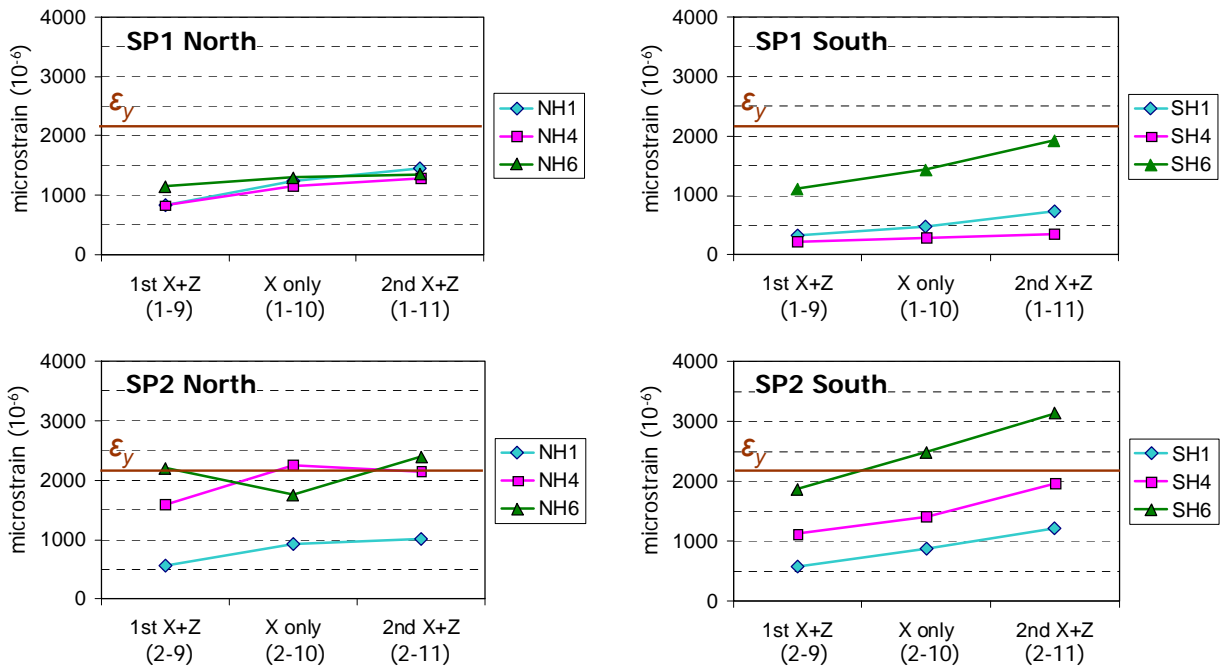 SP1 North
microstrain (10-6)
4000
3000
2000
1000
0
εy
1st X+Z
(1-9)
X only
(1-10)
2nd X+Z
(1-11)
NH1
NH4
NH6
SP1 South
microstrain (10-6)
4000
3000
2000
1000
0
εy
1st X+Z
(1-9)
X only
(1-10)
2nd X+Z
(1-11)
SH1
SH4
SH6
SP2 North
microstrain (10-6)
4000
3000
2000
1000
0
εy
1st X+Z
(2-9)
X only
(2-10)
2nd X+Z
(2-11)
NH1
NH4
NH6
SP2 South
microstrain (10-6)
4000
3000
2000
1000
0
εy
1st X+Z
(2-9)
X only
(2-10)
2nd X+Z
(2-11)
SH1
SH4
SH6